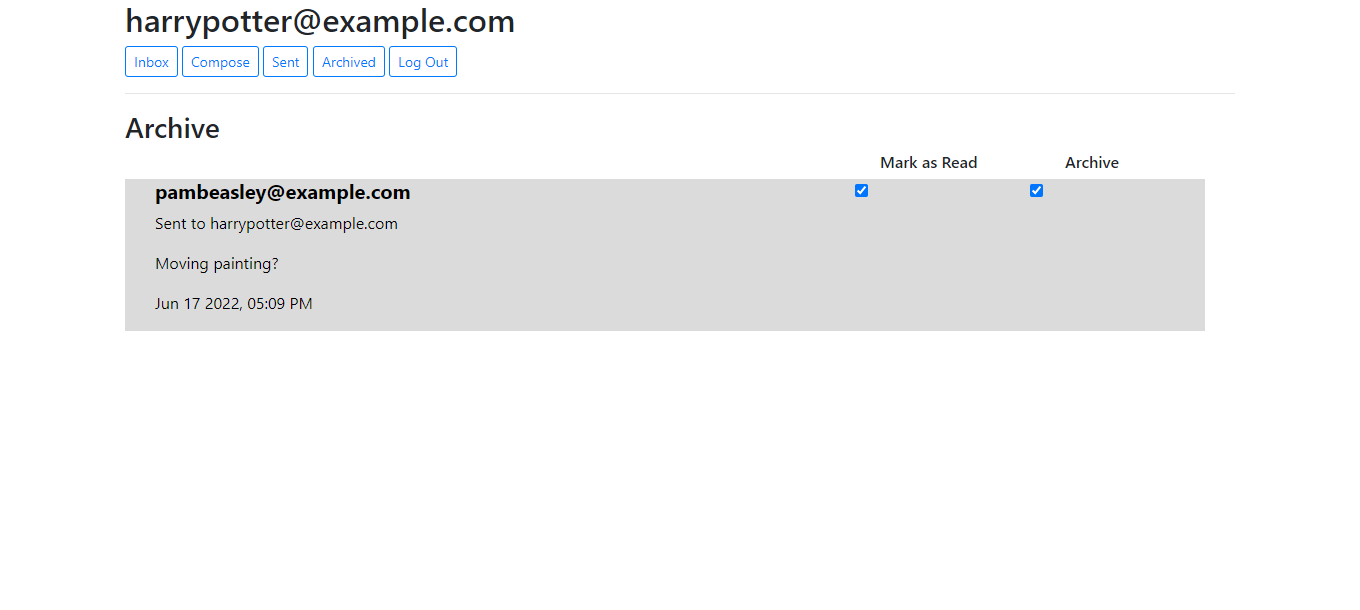 harrypotter@example.com
Inbox Compose Sent Archived Log Out
Archive
Mark as Read Archive
pambeasley@example.com
Sent to harrypotter@example.com
Moving painting?
Jun 17 2022, 05:09 PM